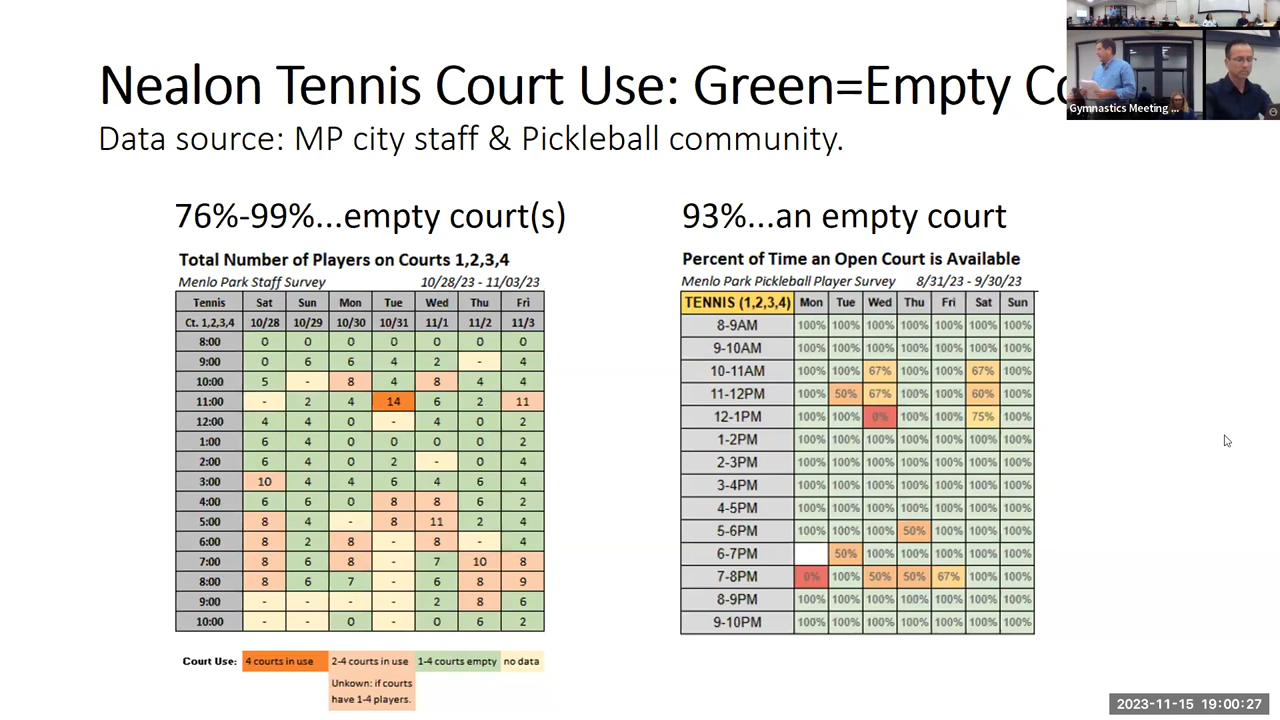 Nealon Tennis Court Use: Green=Empty
Data source: MP city staff & Pickleball community.
Gymnastics Meeting ...
76%-99%...empty court(s)
93%...an empty court
Total Number of Players on Courts 1,2,3,4
Menlo Park Staff Survey 10/28/23 - 11/03/23
Tennis Sat Sun Mon Tue Wed Thu Fri
Ct. 1,2,3,4 10/28 10/29 10/30 10/31 11/1 11/2 11/3
8:00 0 0 0 0 0 0 0
9:00 0 6 6 4 2 - 4
10:00 5 - 8 4 8 4 4
11:00 - 2 4 14 6 2 11
12:00 4 4 0 - 4 0 2
1:00 6 4 0 0 0 0 2
2:00 6 4 0 2 - 0 4
3:00 10 4 4 6 4 6 4
4:00 6 6 0 8 8 6 2
5:00 8 4 - 8 11 2 4
6:00 8 2 8 - 8 - 4
7:00 8 6 8 - 7 10 8
8:00 8 6 7 - 6 8 9
9:00 - - - - 2 8 6
10:00 - - 0 - 0 6 2
Court Use: 4 courts in use 2-4 courts in use 1-4 courts empty no data
Unkown: if courts
have 1-4 players.
Percent of Time an Open Court is Available
Menlo Park Pickleball Player Survey 8/31/23 - 9/30/23
TENNIS (1,2,3,4) Mon Tue Wed Thu Fri Sat Sun
8-9AM 100% 100% 100% 100% 100% 100% 100%
9-10AM 100% 100% 100% 100% 100% 100% 100%
10-11AM 100% 100% 67% 100% 100% 67% 100%
11-12PM 100% 50% 67% 100% 100% 60% 100%
12-1PM 100% 100% 0% 100% 100% 75% 100%
1-2PM 100% 100% 100% 100% 100% 100% 100%
2-3PM 100% 100% 100% 100% 100% 100% 100%
3-4PM 100% 100% 100% 100% 100% 100% 100%
4-5PM 100% 100% 100% 100% 100% 100% 100%
5-6PM 100% 100% 100% 50% 100% 100% 100%
6-7PM 50% 100% 100% 100% 100% 100%
7-8PM 0% 100% 50% 50% 67% 100% 100%
8-9PM 100% 100% 100% 100% 100% 100% 100%
9-10PM 100% 100% 100% 100% 100% 100% 100%
2023-11-15 19:00:27